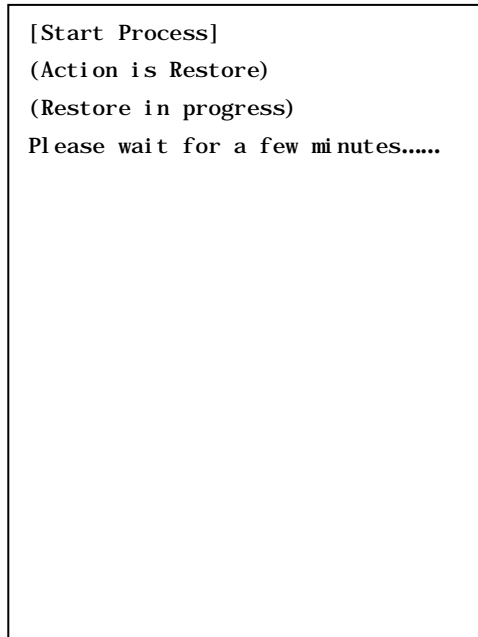 [Start Process]
(Action is Restore)
(Restore in progress)
Please wait for a few minutes......